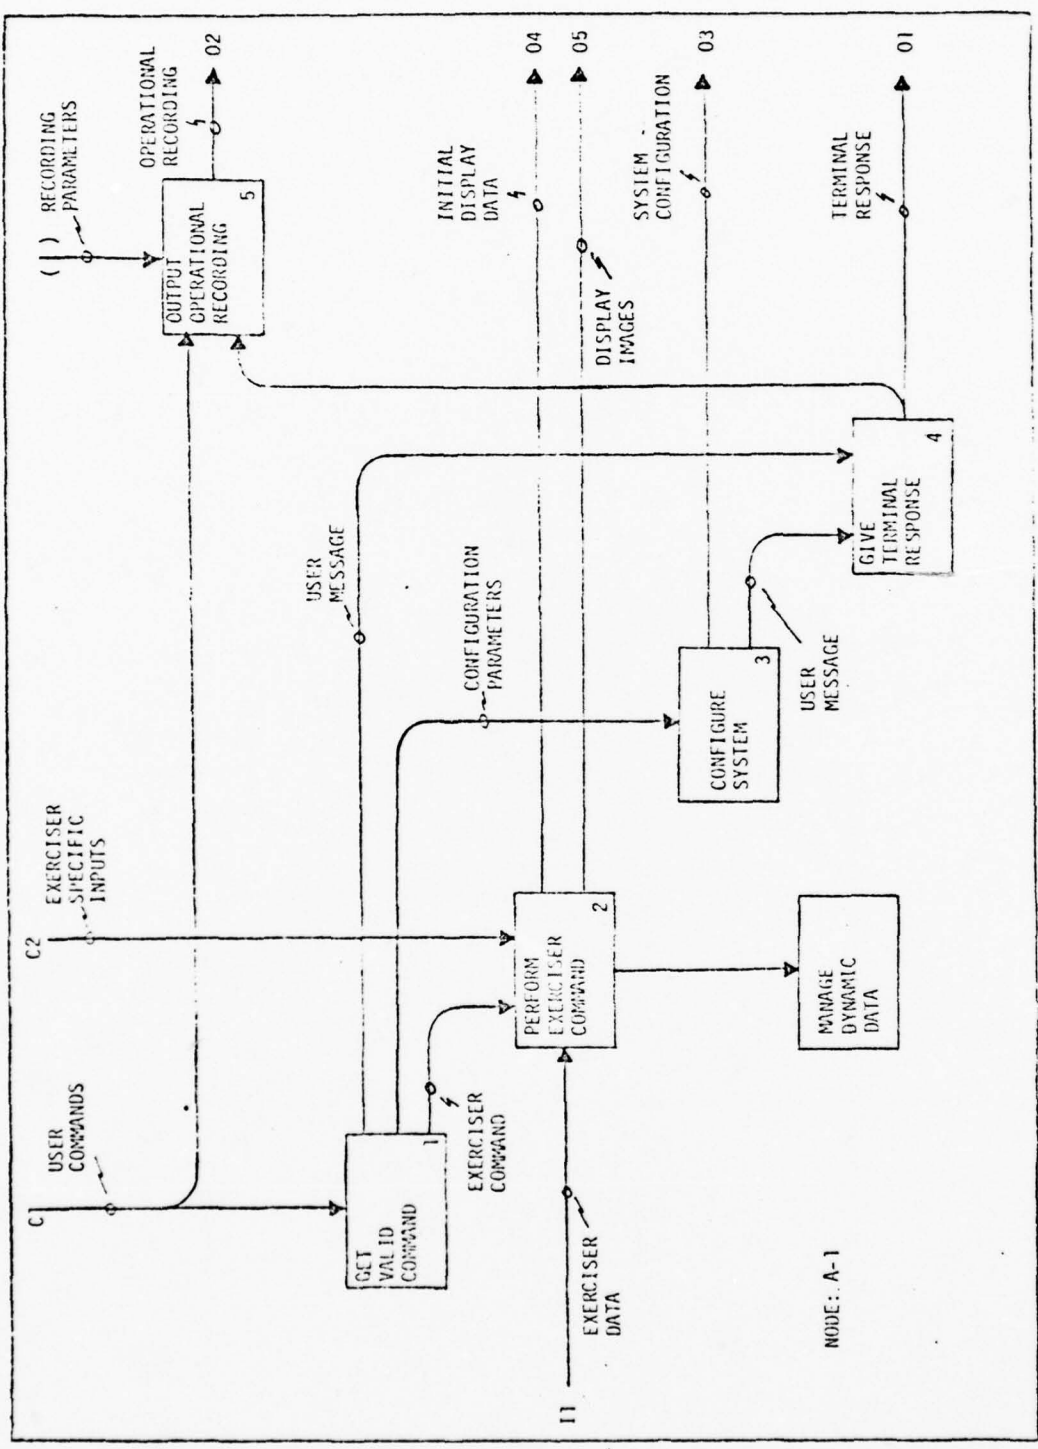 C1
USER
COMMANDS
C2
EXERCISER
SPECIFIC
INPUTS
( )
RECORDING
PARAMETERS
OPERATIONAL
RECORDING
O2
OUTPUT
OPERATIONAL
RECORDING
5
USER
MESSAGE
GET
VALID
COMMAND
1
CONFIGURATION
PARAMETERS
INITIAL
DISPLAY
DATA
O4
EXERCISER
COMMAND
O5
I1
EXERCISER
DATA
PERFORM
EXERCISER
COMMAND
2
DISPLAY
IMAGES
SYSTEM
CONFIGURATION
O3
CONFIGURE
SYSTEM
3
USER
MESSAGE
MANAGE
DYNAMIC
DATA
GIVE
TERMINAL
RESPONSE
4
TERMINAL
RESPONSE
O1
NODE: A-1